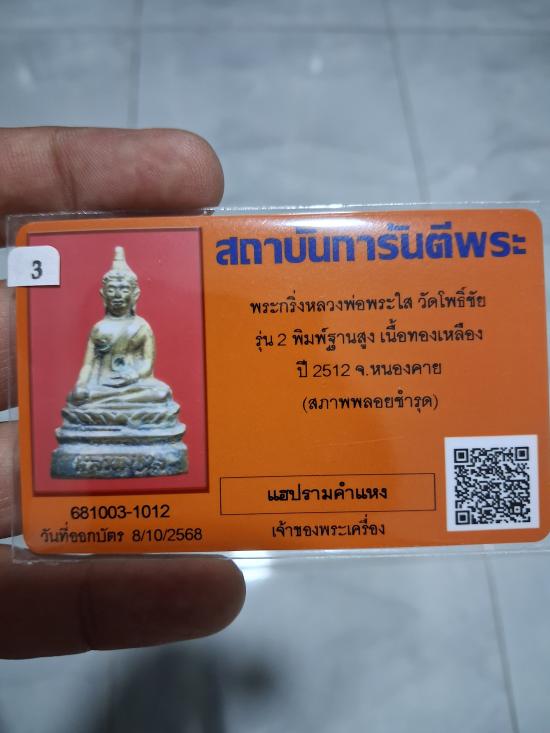 3
สถาบันการันตีพระ
พระกริ่งหลวงพ่อพระใส วัดโพธิ์ชัย
รุ่น 2 พิมพ์ฐานสูง เนื้อทองเหลือง
ปี 2512 จ.หนองคาย
(สภาพพลอยชำรุด)
แฮปรามคำแหง
เจ้าของพระเครื่อง
681003-1012
วันที่ออกบัตร 8/10/2568